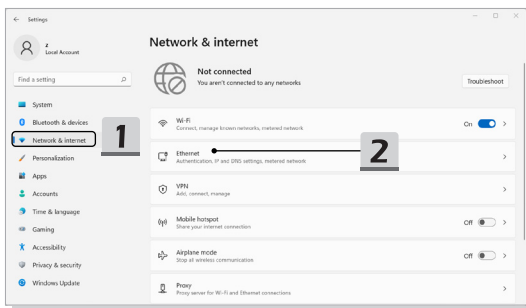 ← Settings
z
Local Account
Find a setting
System
Bluetooth & devices
Network & internet
Personalization
Apps
Accounts
Time & language
Gaming
Accessibility
Privacy & security
Windows Update
1
Network & internet
Not connected
You aren't connected to any networks
Troubleshoot
Wi-Fi
Connect, manage known networks, metered network
On
Ethernet
Authentication, IP and DNS settings, metered network
2
VPN
Add, connect, manage
Mobile hotspot
Share your internet connection
Off
Airplane mode
Stop all wireless communication
Off
Proxy
Proxy server for Wi-Fi and Ethernet connections